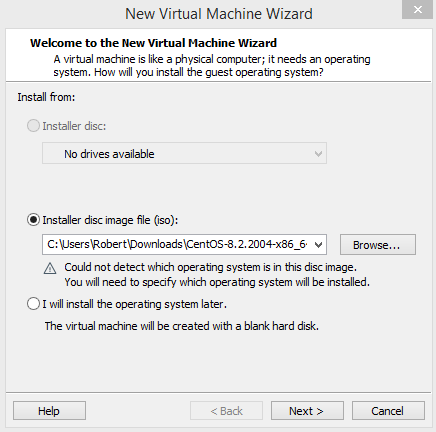 New Virtual Machine Wizard
Welcome to the New Virtual Machine Wizard
A virtual machine is like a physical computer; it needs an operating
system. How will you install the guest operating system?
Install from:
Installer disc:
No drives available
Installer disc image file (iso):
C:\Users\Robert\Downloads\CentOS-8.2.2004-x86_6
Browse...
Could not detect which operating system is in this disc image.
You will need to specify which operating system will be installed.
I will install the operating system later.
The virtual machine will be created with a blank hard disk.
Help
< Back
Next >
Cancel